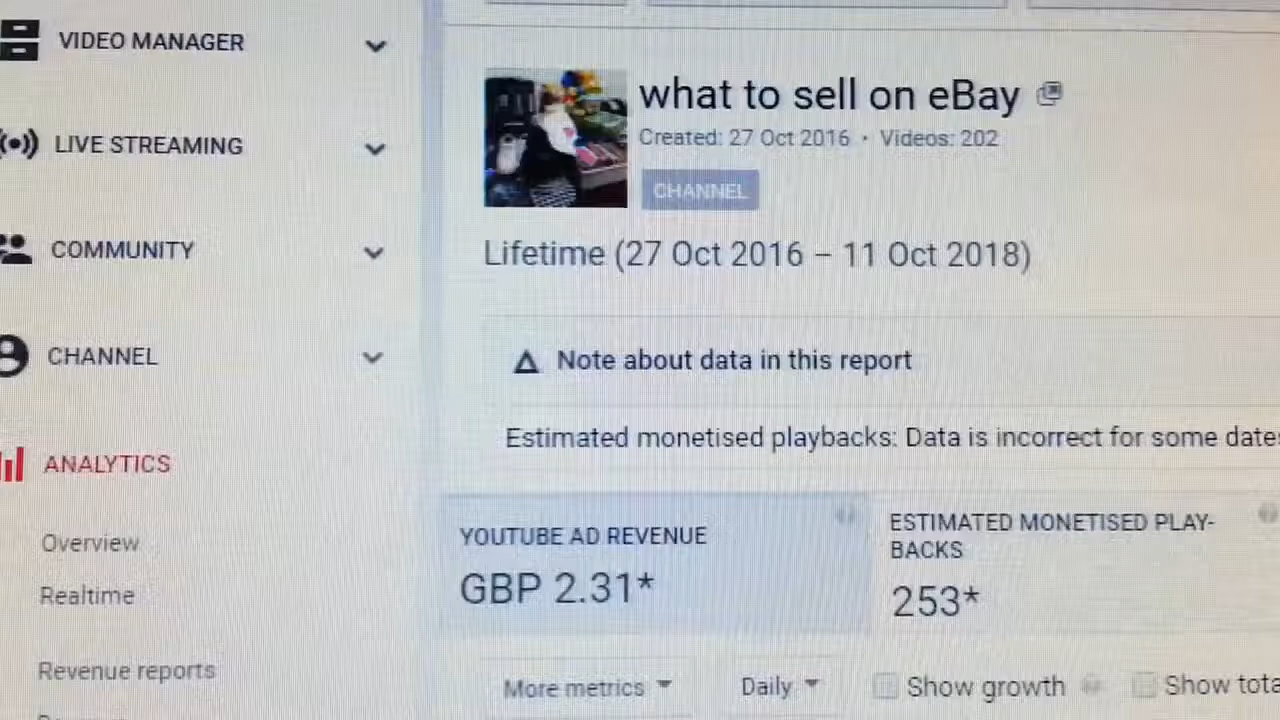 VIDEO MANAGER
LIVE STREAMING
COMMUNITY
CHANNEL
ANALYTICS
Overview
Realtime
Revenue reports
what to sell on eBay
Created: 27 Oct 2016 • Videos: 202
CHANNEL
Lifetime (27 Oct 2016 – 11 Oct 2018)
Note about data in this report
Estimated monetised playbacks: Data is incorrect for some date
YOUTUBE AD REVENUE
GBP 2.31*
ESTIMATED MONETISED PLAY-
BACKS
253*
More metrics
Daily
Show growth
Show tota